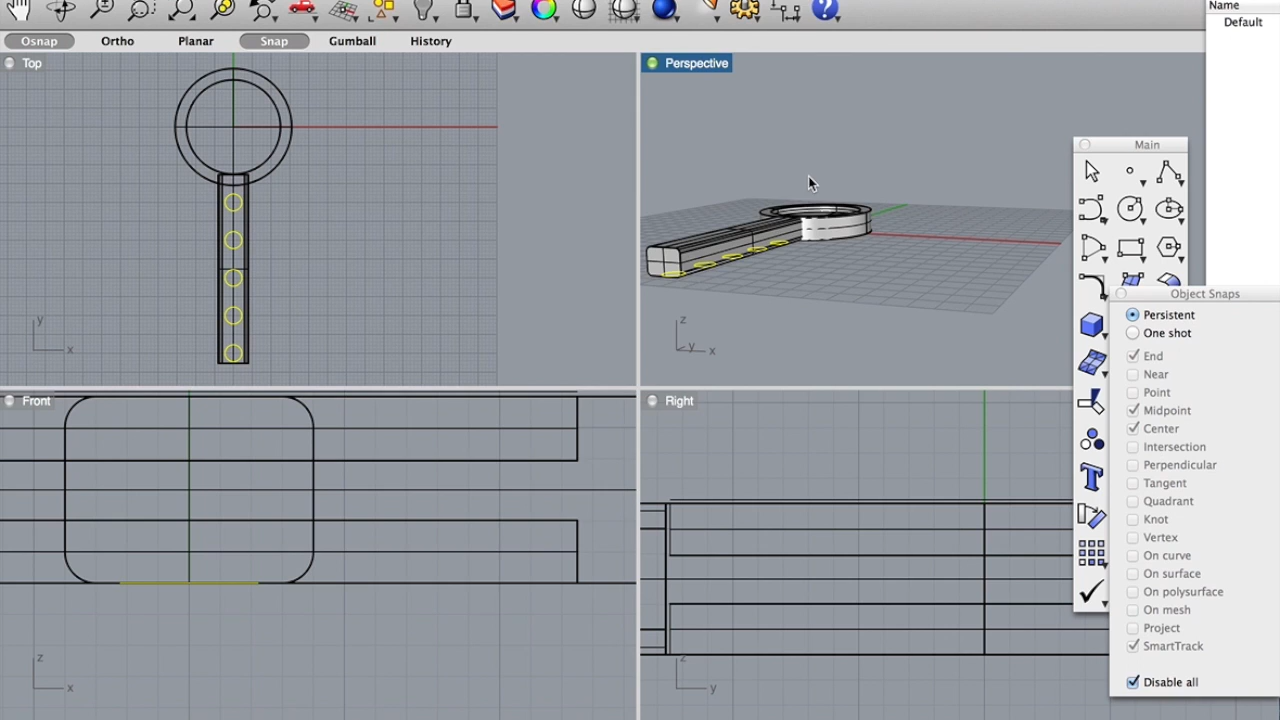 Name
Default
Osnap Ortho Planar Snap Gumball History
Top
Perspective
Main
y
x
z
y
x
Object Snaps
Persistent
One shot
End
Near
Point
Midpoint
Center
Intersection
Perpendicular
Tangent
Quadrant
Knot
Vertex
On curve
On surface
On polysurface
On mesh
Project
SmartTrack
Disable all
Front
Right
z
x
z
y